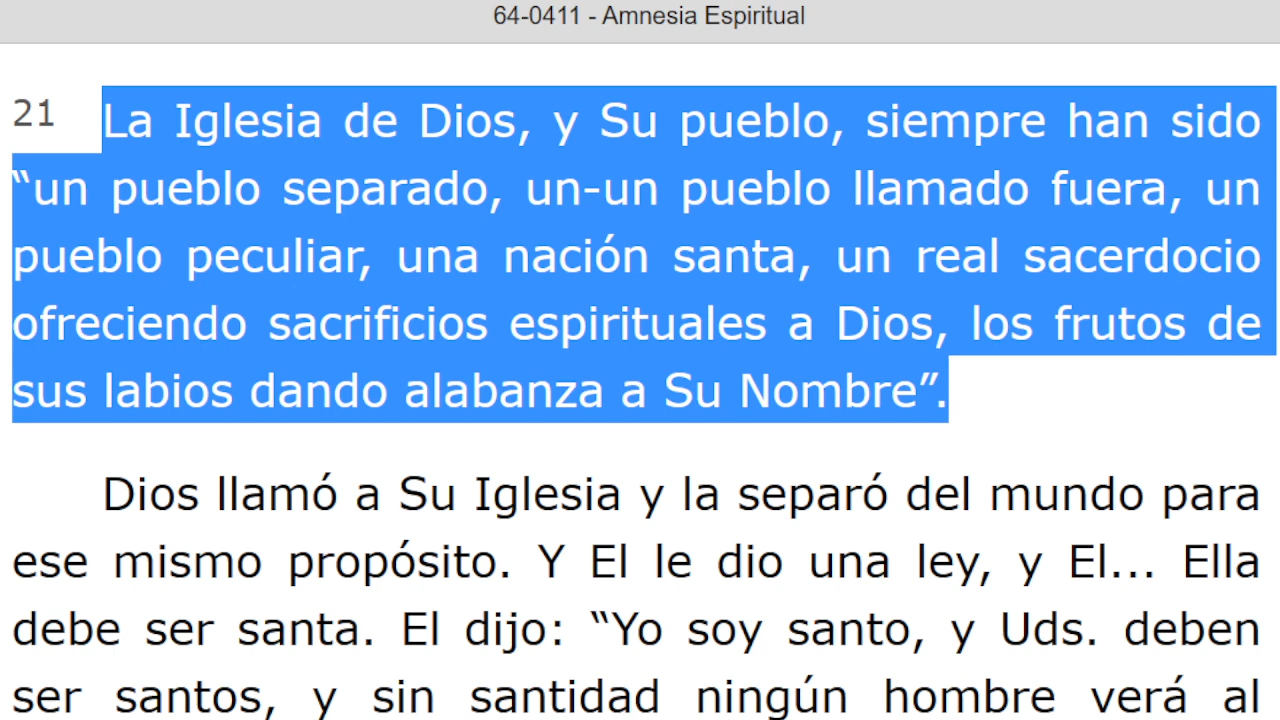 64-0411 - Amnesia Espiritual
21 La Iglesia de Dios, y Su pueblo, siempre han sido
“un pueblo separado, un-un pueblo llamado fuera, un
pueblo peculiar, una nación santa, un real sacerdocio
ofreciendo sacrificios espirituales a Dios, los frutos de
sus labios dando alabanza a Su Nombre”.
Dios llamó a Su Iglesia y la separó del mundo para
ese mismo propósito. Y El le dio una ley, y El... Ella
debe ser santa. El dijo: “Yo soy santo, y Uds. deben
ser santos, y sin santidad ningún hombre verá al